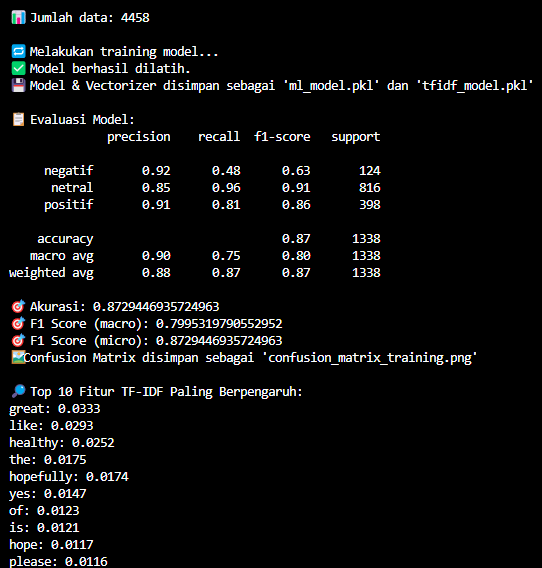 📊 Jumlah data: 4458
🔁 Melakukan training model...
✅ Model berhasil dilatih.
💾 Model & Vectorizer disimpan sebagai 'ml_model.pkl' dan 'tfidf_model.pkl'
📋 Evaluasi Model:
precision recall f1-score support
negatif 0.92 0.48 0.63 124
netral 0.85 0.96 0.91 816
positif 0.91 0.81 0.86 398
accuracy 0.87 1338
macro avg 0.90 0.75 0.80 1338
weighted avg 0.88 0.87 0.87 1338
🎯 Akurasi: 0.8729446935724963
🎯 F1 Score (macro): 0.7995319790552952
🎯 F1 Score (micro): 0.8729446935724963
🖼️Confusion Matrix disimpan sebagai 'confusion_matrix_training.png'
🔎 Top 10 Fitur TF-IDF Paling Berpengaruh:
great: 0.0333
like: 0.0293
healthy: 0.0252
the: 0.0175
hopefully: 0.0174
yes: 0.0147
of: 0.0123
is: 0.0121
hope: 0.0117
please: 0.0116